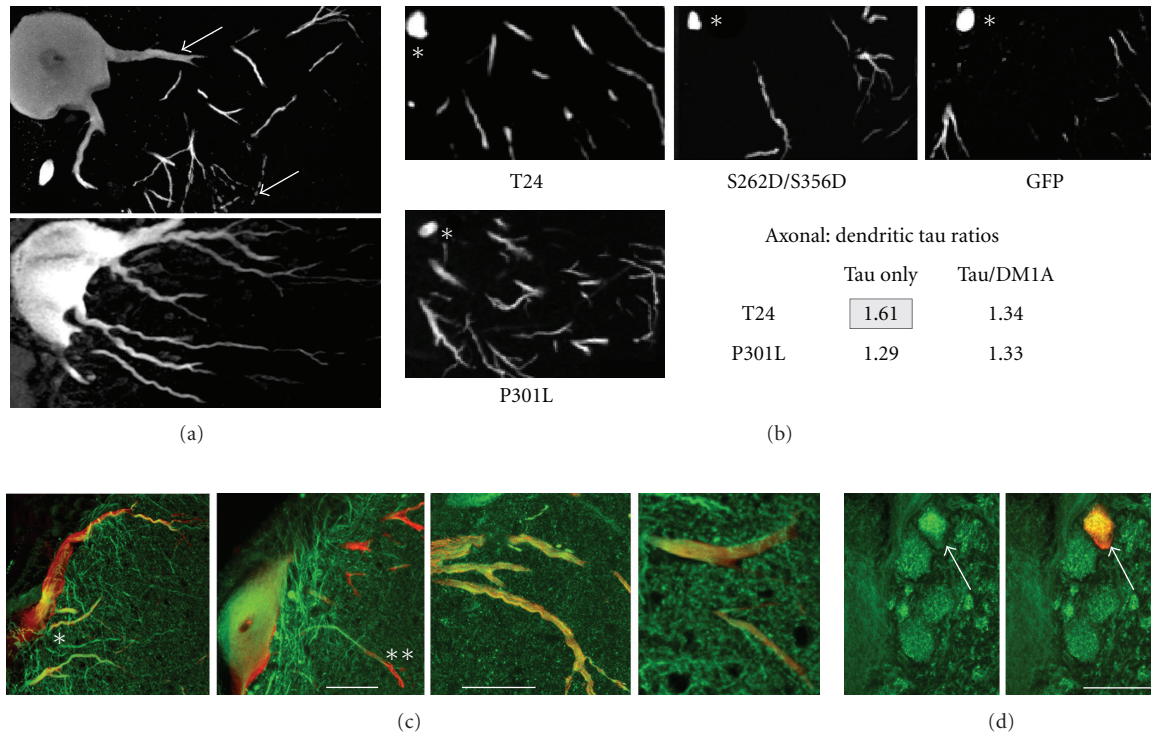 * * *
T24 S262D/S356D GFP
*
Axonal: dendritic tau ratios
Tau only Tau/DM1A
T24 1.61 1.34
P301L 1.29 1.33
P301L
(a) (b)
* **
(c) (d)